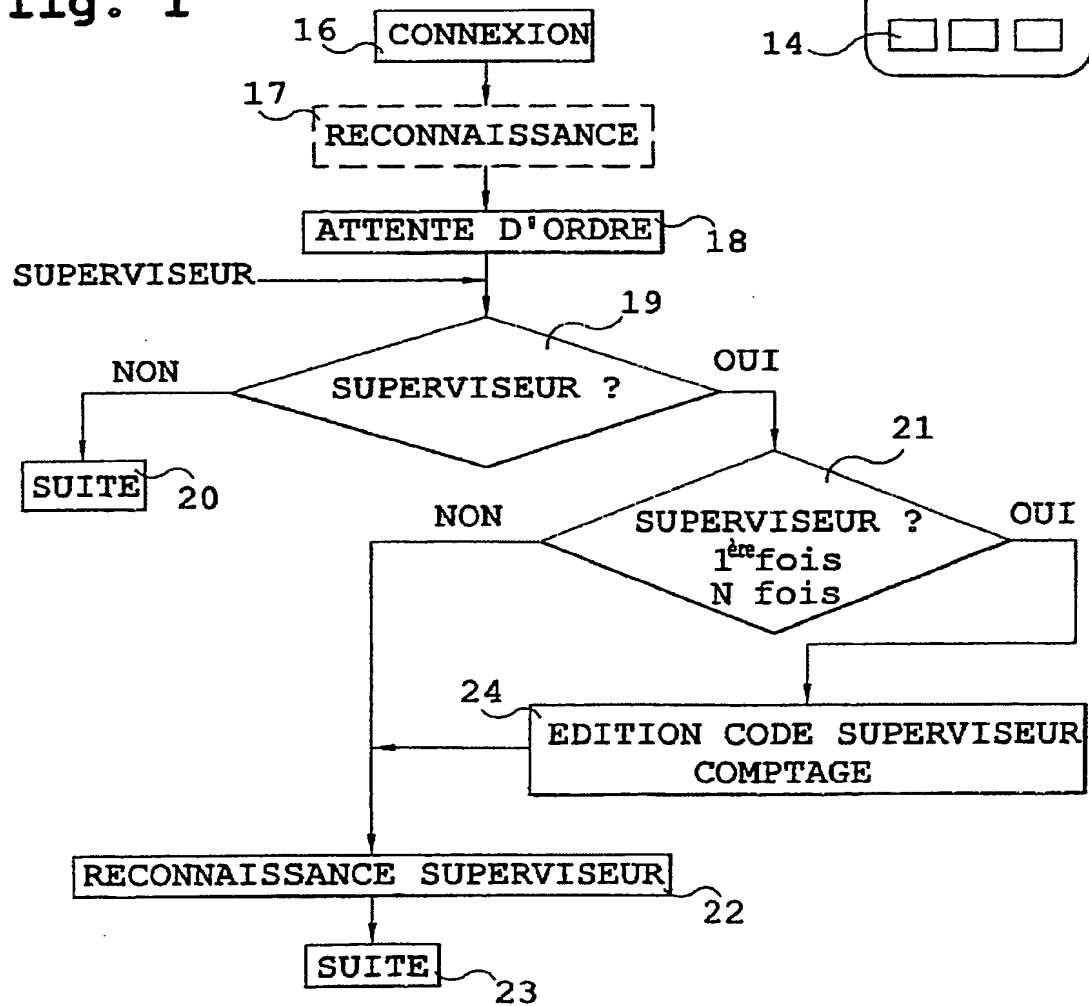 fig. 1
16
CONNEXION
14
17
RECONNAISSANCE
ATTENTE D'ORDRE
18
SUPERVISEUR
19
NON
OUI
SUPERVISEUR ?
21
SUITE
20
NON
SUPERVISEUR ?
1ère fois
N fois
OUI
24
EDITION CODE SUPERVISEUR
COMPTAGE
RECONNAISSANCE SUPERVISEUR
22
SUITE
23